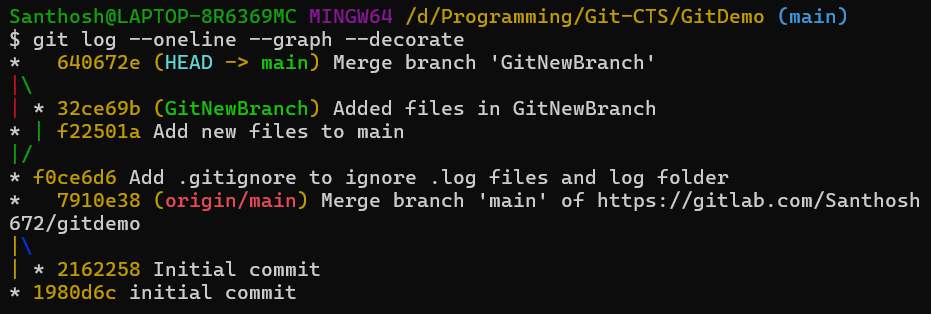 Santhosh@LAPTOP-8R6369MC MINGW64 /d/Programming/Git-CTS/GitDemo (main)
$ git log --oneline --graph --decorate
*   640672e (HEAD -> main) Merge branch 'GitNewBranch'
|\
| * 32ce69b (GitNewBranch) Added files in GitNewBranch
* | f22501a Add new files to main
|/
* f0ce6d6 Add .gitignore to ignore .log files and log folder
*   7910e38 (origin/main) Merge branch 'main' of https://gitlab.com/Santhosh
672/gitdemo
|\
| * 2162258 Initial commit
* 1980d6c initial commit